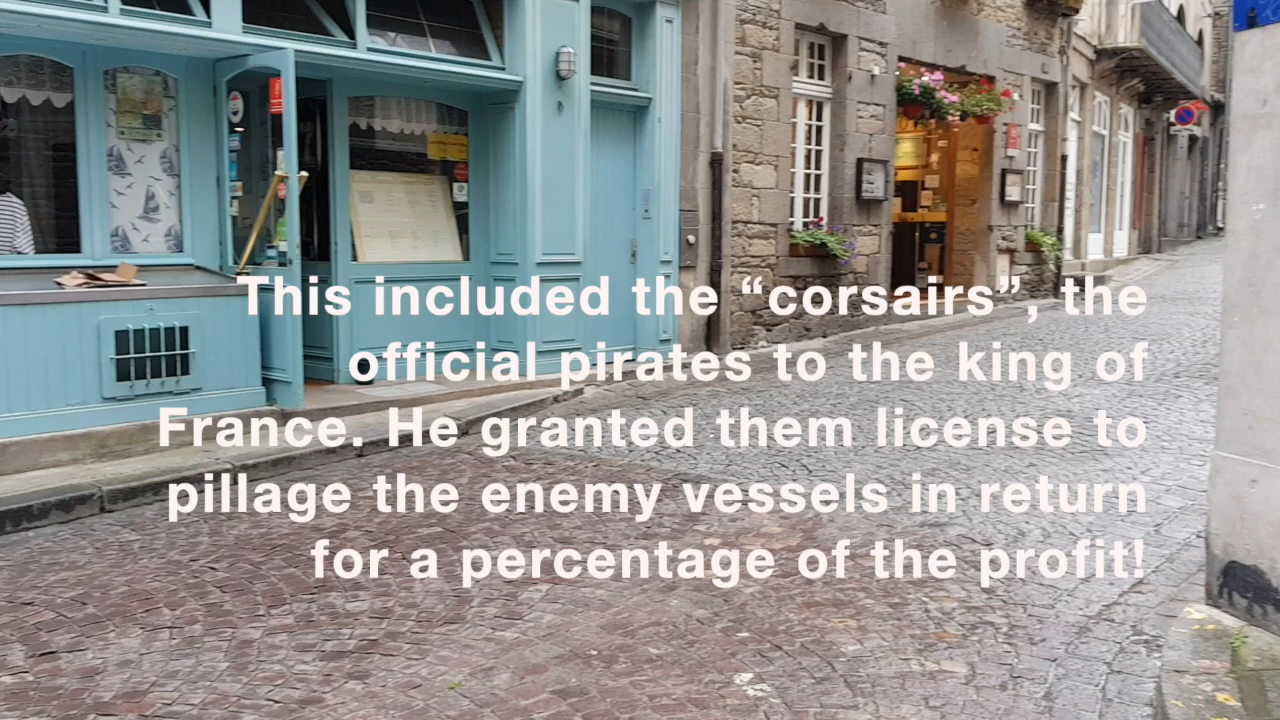 This included the “corsairs”, the
official pirates to the king of
France. He granted them license to
pillage the enemy vessels in return
for a percentage of the profit!